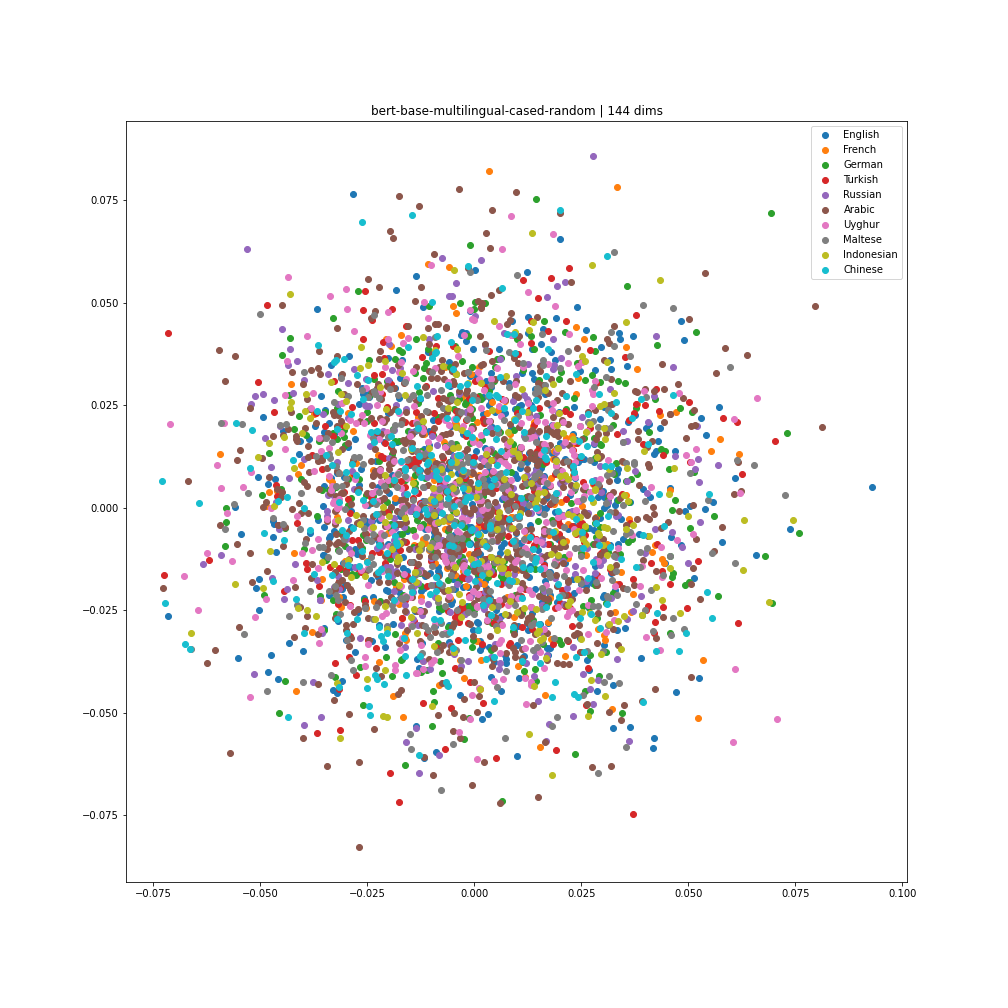 bert-base-multilingual-cased-random | 144 dims
English
French
German
Turkish
Russian
Arabic
Uyghur
Maltese
Indonesian
Chinese
0.075
0.050
0.025
0.000
−0.025
−0.050
−0.075
−0.075 −0.050 −0.025 0.000 0.025 0.050 0.075 0.100